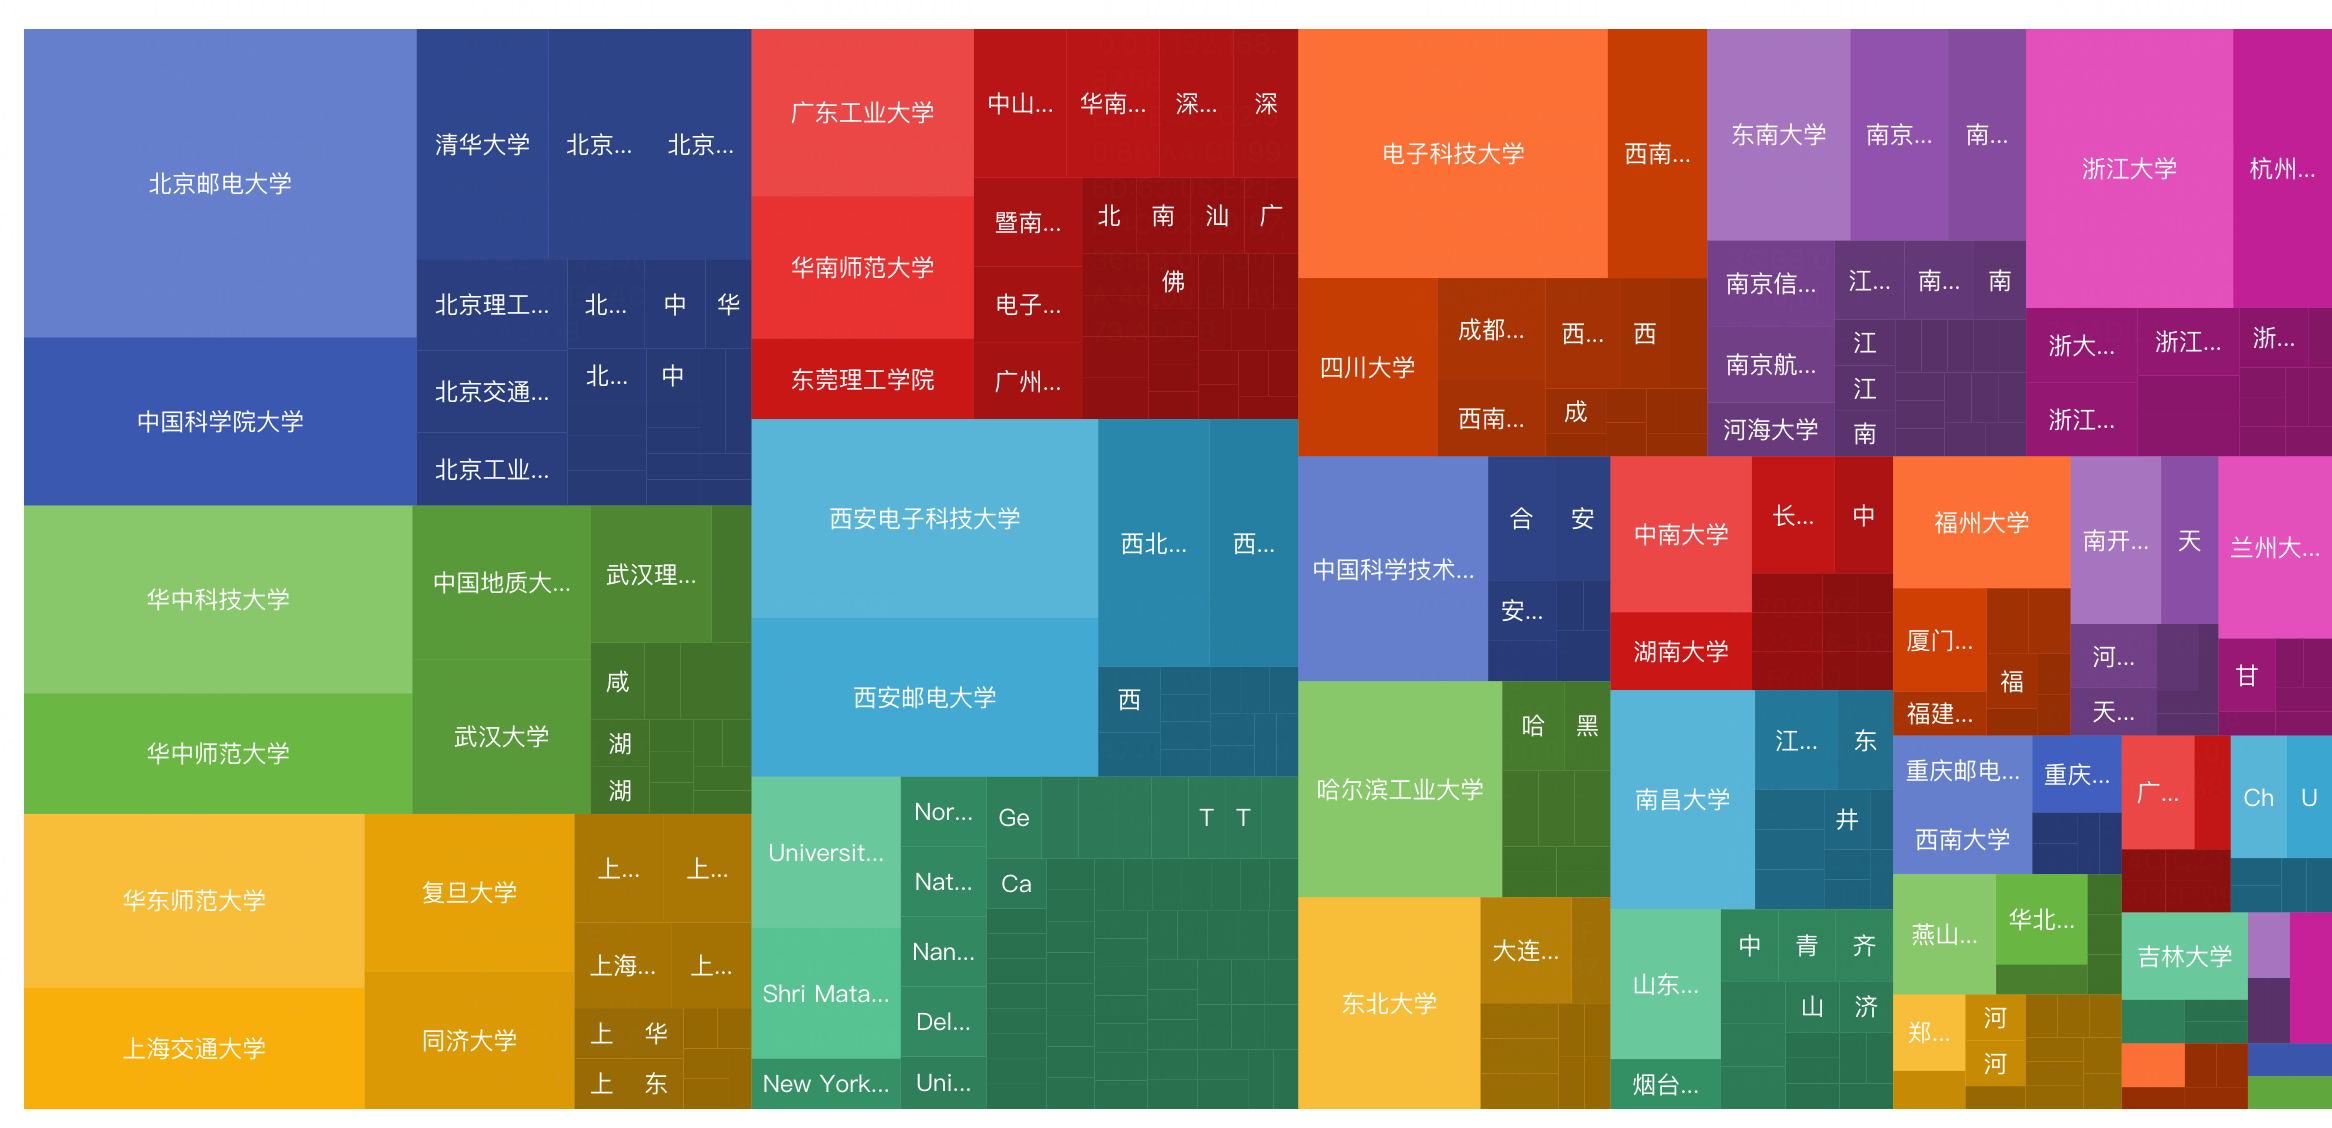 北京邮电大学
中国科学院大学
清华大学
北京...
北京...
北京理工...
北...
中
华
北京交通...
北...
中
北京工业...
华中科技大学
华中师范大学
中国地质大...
武汉大学
武汉理...
咸
湖
湖
华东师范大学
上海交通大学
复旦大学
同济大学
上...
上...
上海...
上...
上
华
上
东
广东工业大学
华南师范大学
东莞理工学院
中山...
华南...
深...
深
暨南...
电子...
广州...
北
南
汕
广
佛
西安电子科技大学
西安邮电大学
西北...
西...
西
Universit...
Shri Mata...
New York...
Nor...
Nat...
Nan...
Del...
Uni...
Ge
T
T
Ca
电子科技大学
西南...
四川大学
成都...
西南...
西...
西
成
东南大学
南京...
南...
南京信...
南京航...
河海大学
江...
南...
南
江
江
南
浙江大学
杭州...
浙大...
浙江...
浙江...
浙...
中国科学技术...
合
安
安...
哈尔滨工业大学
哈
黑
东北大学
大连...
中南大学
湖南大学
长...
中
南昌大学
江...
东
井
山东...
烟台...
中
青
齐
山
济
福州大学
厦门...
福建...
福
南开...
天
河...
天...
兰州大...
甘
重庆邮电...
西南大学
重庆...
广...
Ch
U
燕山...
华北...
吉林大学
郑...
河
河